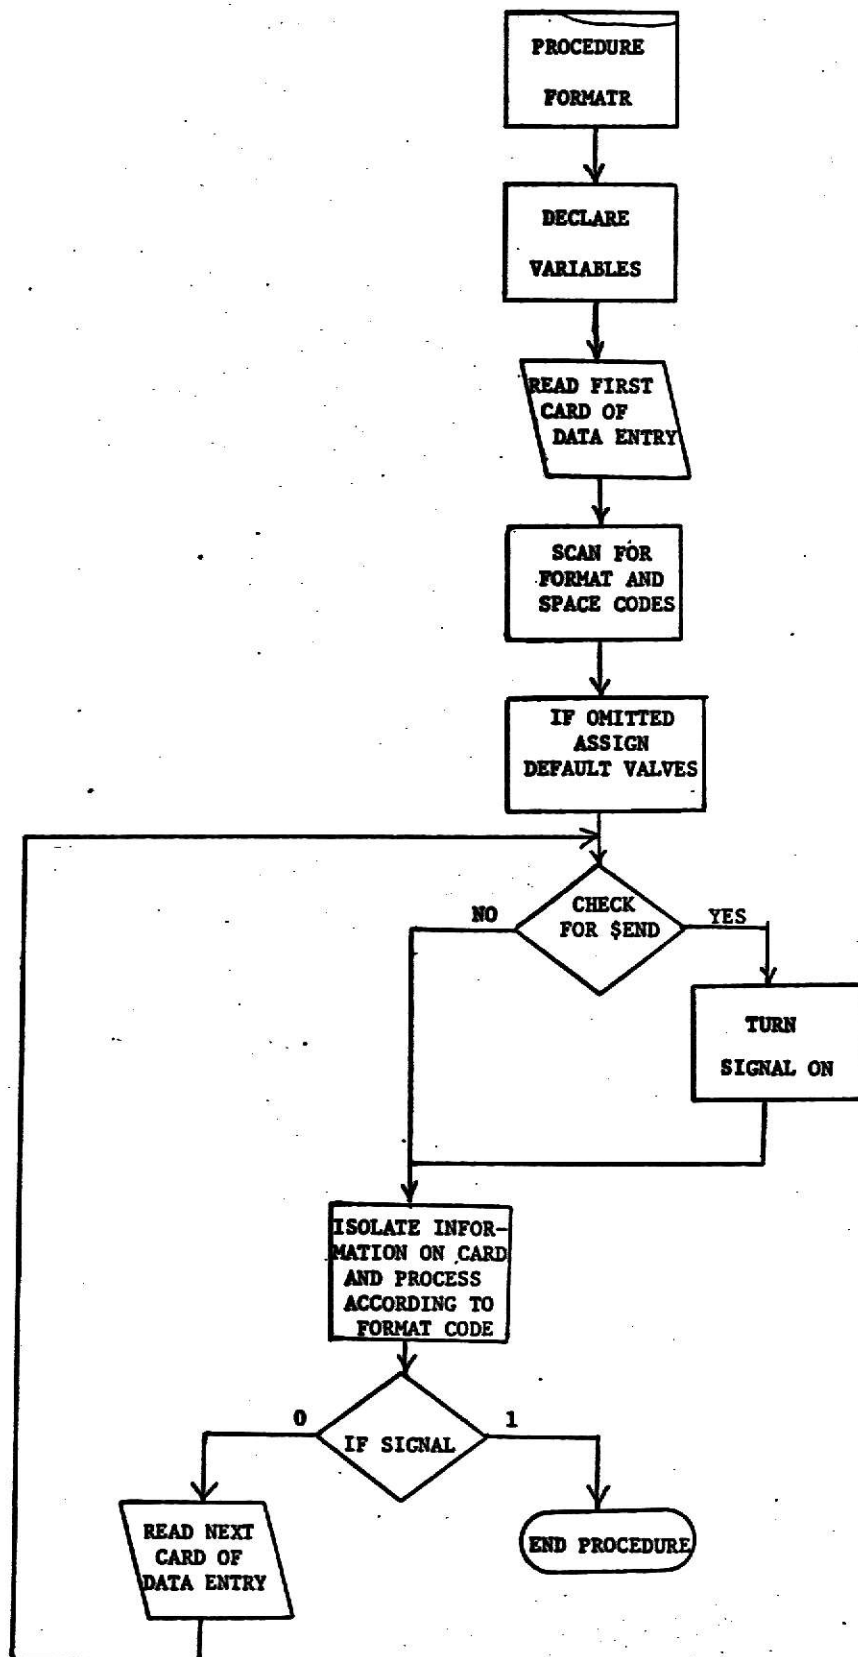 PROCEDURE
FORMATR
DECLARE
VARIABLES
READ FIRST
CARD OF
DATA ENTRY
SCAN FOR
FORMAT AND
SPACE CODES
IF OMITTED
ASSIGN
DEFAULT VALVES
CHECK
FOR $END
NO
YES
TURN
SIGNAL ON
ISOLATE INFOR-
MATION ON CARD
AND PROCESS
ACCORDING TO
FORMAT CODE
IF SIGNAL
0
1
READ NEXT
CARD OF
DATA ENTRY
END PROCEDURE